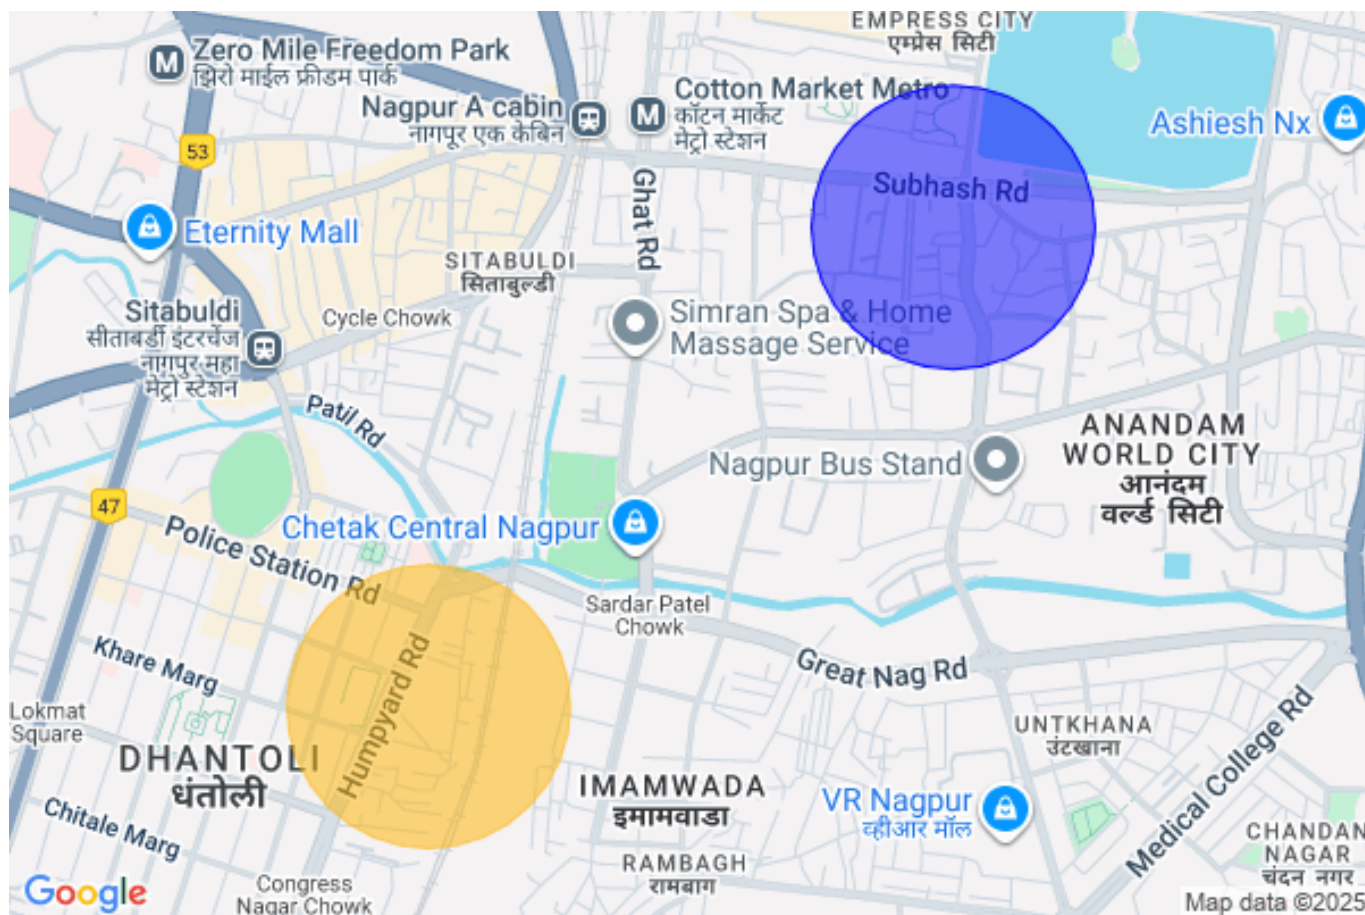 EMPRESS CITY
एम्प्रेस सिटी
Zero Mile Freedom Park
झिरो माईल फ्रीडम पार्क
Nagpur A cabin
नागपूर एक केबिन
Cotton Market Metro
कॉटन मार्केट
मेट्रो स्टेशन
Ashiesh Nx
53
Subhash Rd
Ghat Rd
Eternity Mall
SITABULDI
सिताबुल्डी
Sitabuldi
सीताबर्डी इंटरचेंज
नागपुर महा
मेट्रो स्टेशन
Cycle Chowk
Simran Spa & Home
Massage Service
Patil Rd
ANANDAM
WORLD CITY
आनंदम
वर्ल्ड सिटी
Nagpur Bus Stand
47
Police Station Rd
Chetak Central Nagpur
Sardar Patel
Chowk
Khare Marg
Humpyard Rd
Great Nag Rd
Lokmat
Square
DHANTOLI
धंतोली
UNTKHANA
उंटखाना
Medical College Rd
IMAMWADA
इमामवाडा
VR Nagpur
व्हीआर मॉल
Chitale Marg
RAMBAGH
रामबाग
CHANDAN
NAGAR
चंदन नगर
Congress
Nagar Chowk
Google
Map data ©2025